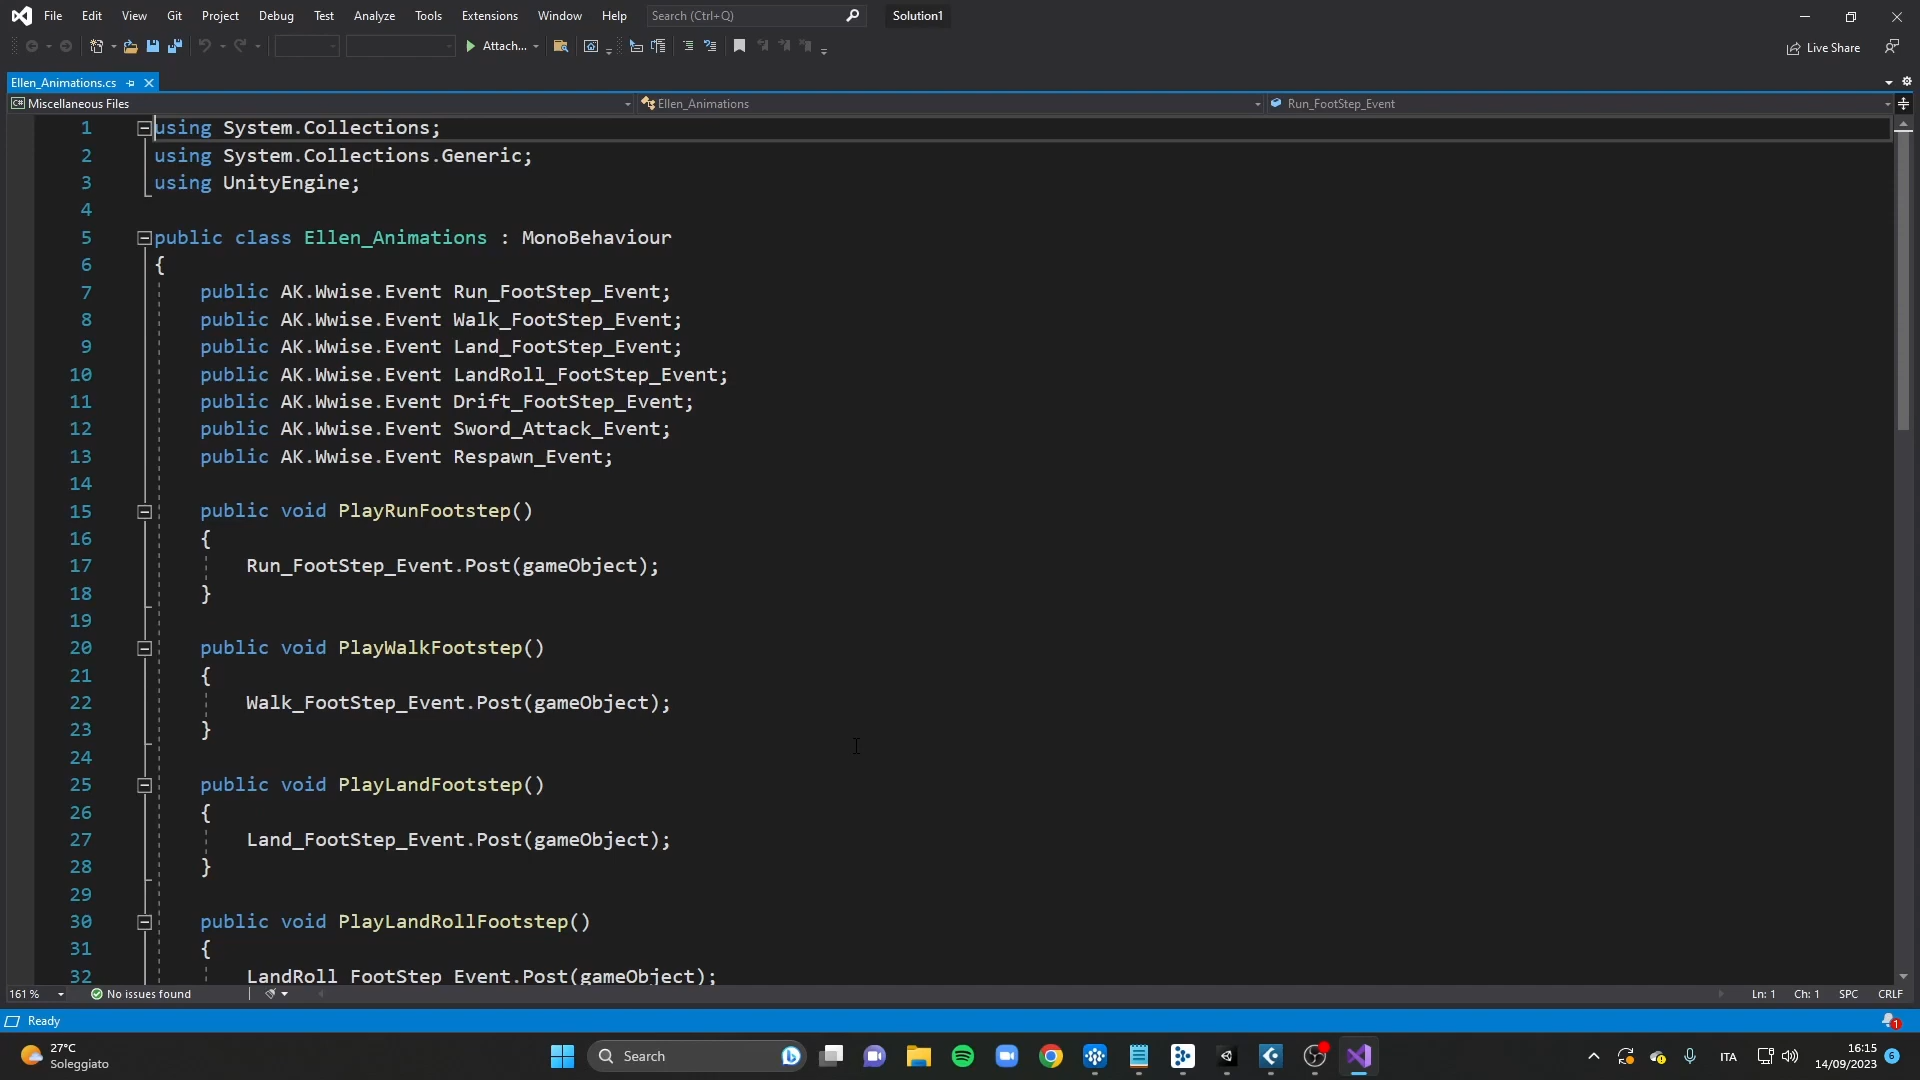 File Edit View Git Project Debug Test Analyze Tools Extensions Window Help Search (Ctrl+Q) Solution1
Attach... Live Share
Ellen_Animations.cs
C# Miscellaneous Files Ellen_Animations Run_FootStep_Event
1 using System.Collections;
2 using System.Collections.Generic;
3 using UnityEngine;
4
5 public class Ellen_Animations : MonoBehaviour
6 {
7 public AK.Wwise.Event Run_FootStep_Event;
8 public AK.Wwise.Event Walk_FootStep_Event;
9 public AK.Wwise.Event Land_FootStep_Event;
10 public AK.Wwise.Event LandRoll_FootStep_Event;
11 public AK.Wwise.Event Drift_FootStep_Event;
12 public AK.Wwise.Event Sword_Attack_Event;
13 public AK.Wwise.Event Respawn_Event;
14
15 public void PlayRunFootstep()
16 {
17 Run_FootStep_Event.Post(gameObject);
18 }
19
20 public void PlayWalkFootstep()
21 {
22 Walk_FootStep_Event.Post(gameObject);
23 }
24
25 public void PlayLandFootstep()
26 {
27 Land_FootStep_Event.Post(gameObject);
28 }
29
30 public void PlayLandRollFootstep()
31 {
32 LandRoll_FootStep_Event.Post(gameObject);
161 % No issues found Ln: 1 Ch: 1 SPC CRLF
Ready 1
27°C
Soleggiato
Search
ITA
16:15
14/09/2023
6